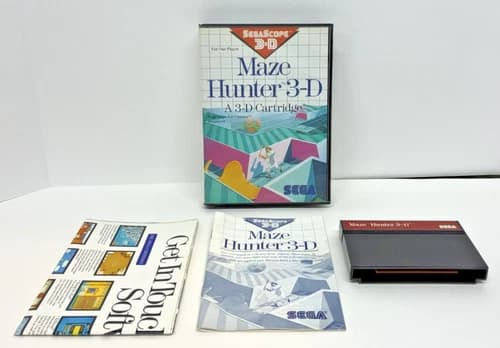 SEGASCOPE
3-D
For One Player
Maze
Hunter 3-D
A 3-D Cartridge
SEGA
Get In Touch
Soft
SEGASCOPE
3-D
Maze
Hunter 3-D
SEGA
Maze Hunter 3-D
SEGA